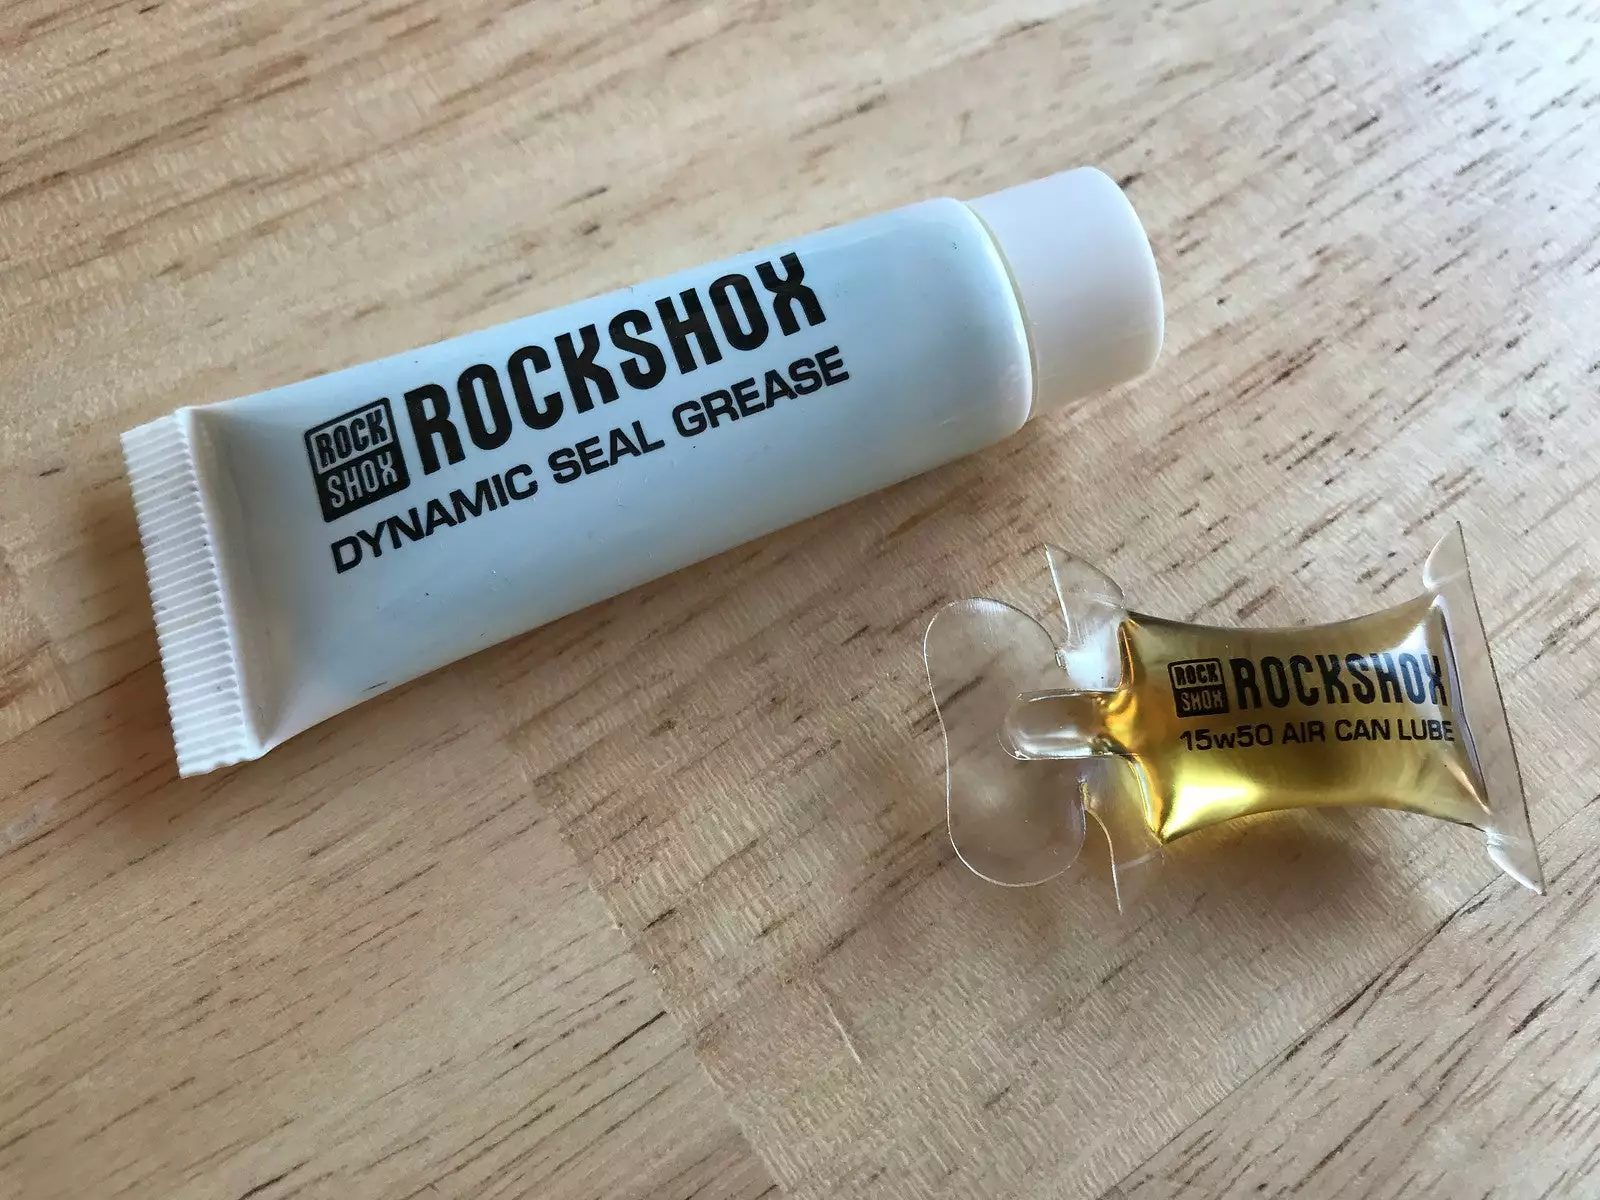 ROCK
SHOX
ROCKSHOX
DYNAMIC SEAL GREASE
ROCK
SHOX
ROCKSHOX
15w50 AIR CAN LUBE